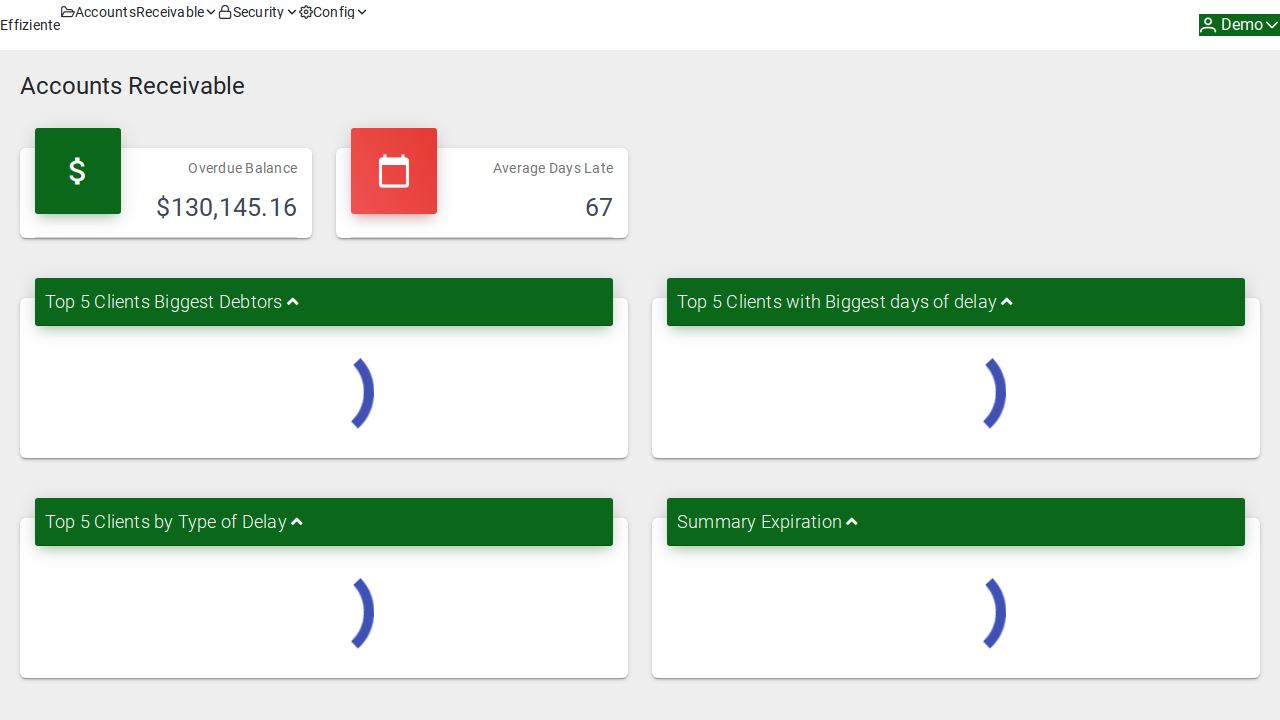 Effiziente
AccountsReceivable Security Config
Demo
Accounts Receivable
Overdue Balance
$130,145.16
Average Days Late
67
Top 5 Clients Biggest Debtors
Top 5 Clients with Biggest days of delay
Top 5 Clients by Type of Delay
Summary Expiration